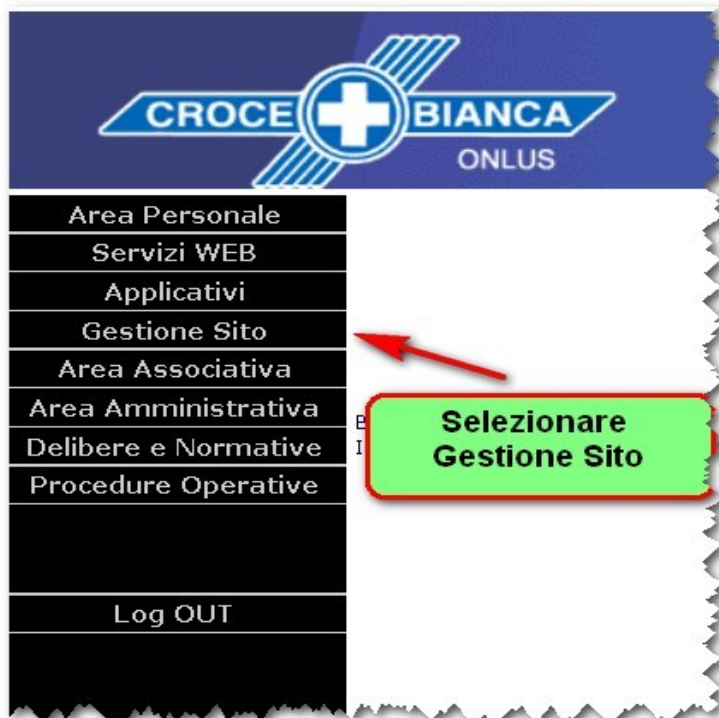 CROCE BIANCA
ONLUS
Area Personale
Servizi WEB
Applicativi
Gestione Sito
Area Associativa
Area Amministrativa
Delibere e Normative
Procedure Operative
Log OUT
Selezionare
Gestione Sito